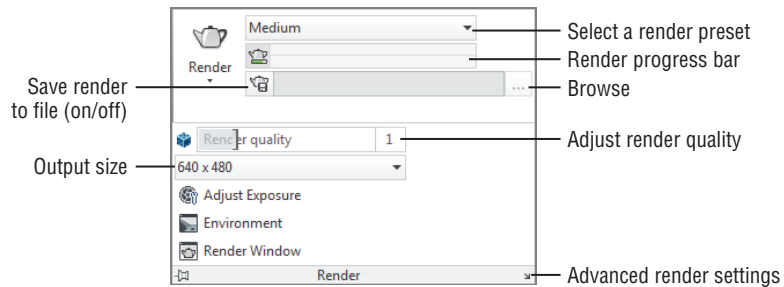 Medium
Select a render preset
Render progress bar
Render
Save render
to file (on/off)
...
Browse
Render quality
1
Adjust render quality
Output size
640 x 480
Adjust Exposure
Environment
Render Window
Render
Advanced render settings